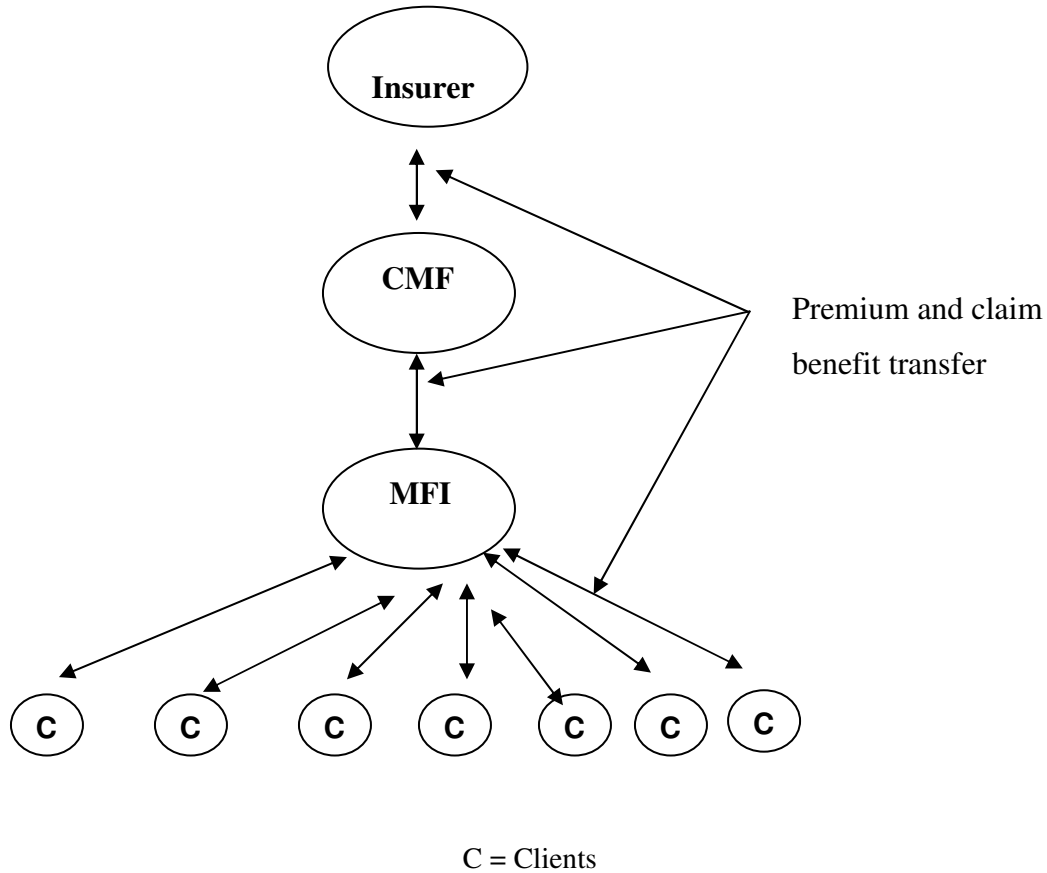 Insurer
CMF
Premium and claim
benefit transfer
MFI
C C C C C C C
C = Clients